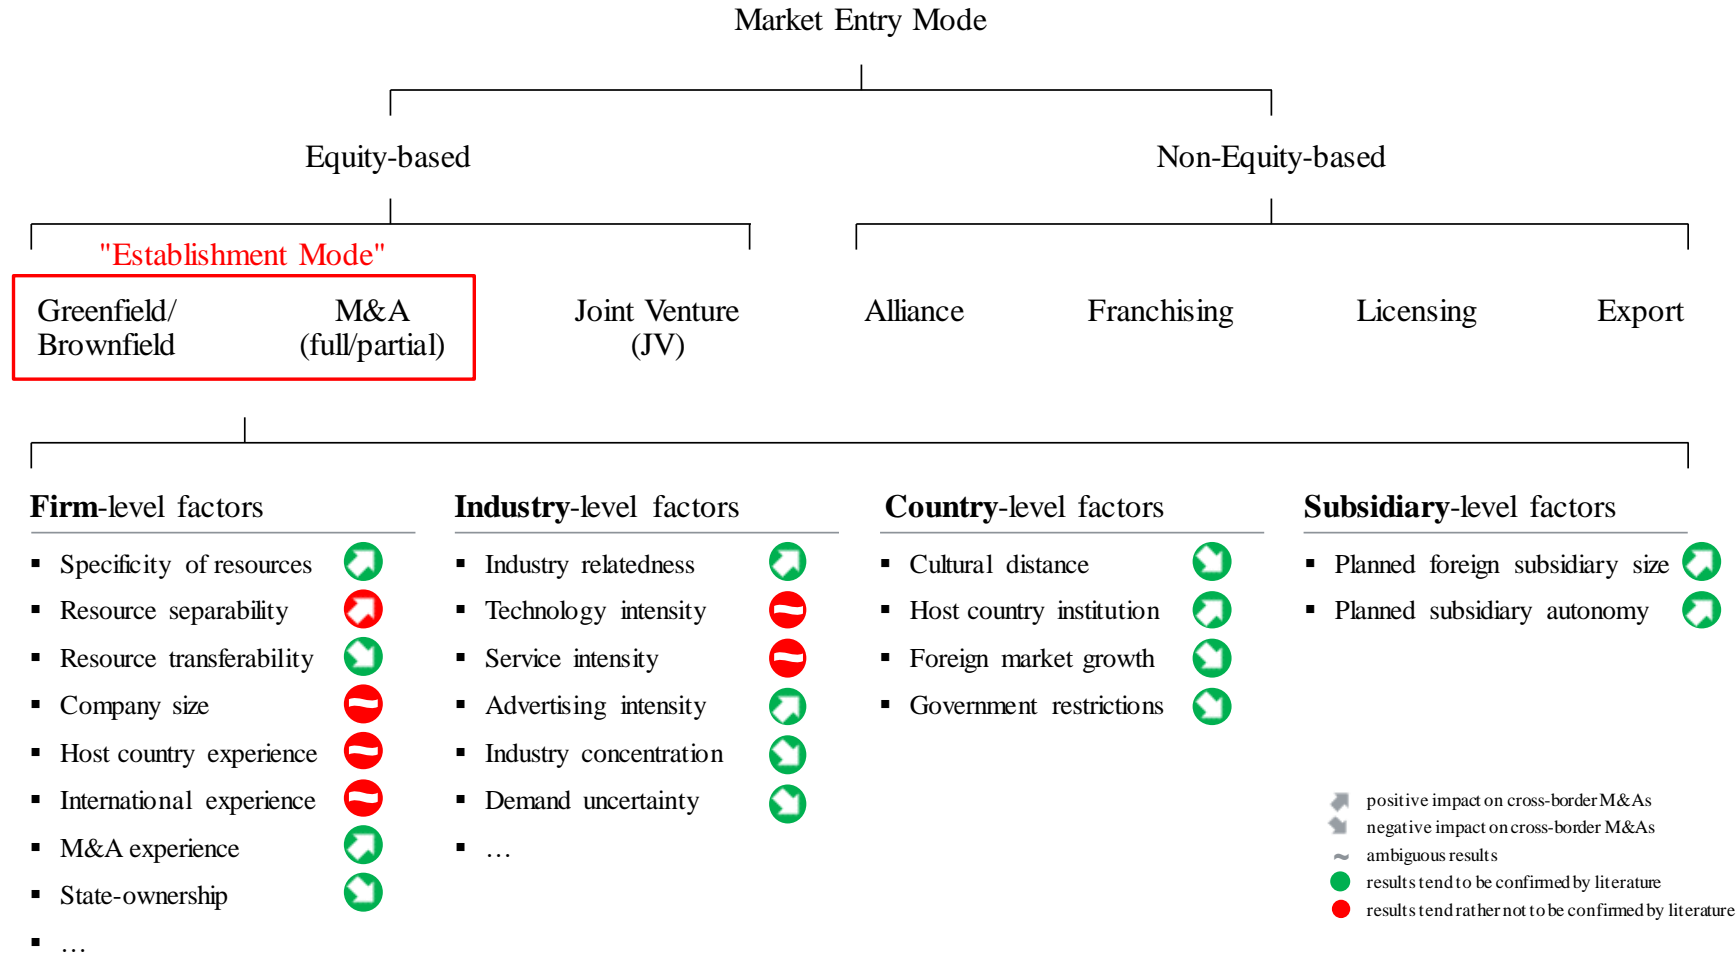 Market Entry Mode
Equity-based
Non-Equity-based
"Establishment Mode"
Greenfield/
Brownfield
M&A
(full/partial)
Joint Venture
(JV)
Alliance
Franchising
Licensing
Export
Firm-level factors
▪ Specificity of resources
▪ Resource separability
▪ Resource transferability
▪ Company size
▪ Host country experience
▪ International experience
▪ M&A experience
▪ State-ownership
▪ …
Industry-level factors
▪ Industry relatedness
▪ Technology intensity
▪ Service intensity
▪ Advertising intensity
▪ Industry concentration
▪ Demand uncertainty
▪ …
Country-level factors
▪ Cultural distance
▪ Host country institution
▪ Foreign market growth
▪ Government restrictions
Subsidiary-level factors
▪ Planned foreign subsidiary size
▪ Planned subsidiary autonomy
positive impact on cross-border M&As
negative impact on cross-border M&As
~ ambiguous results
results tend to be confirmed by literature
results tend rather not to be confirmed by literature